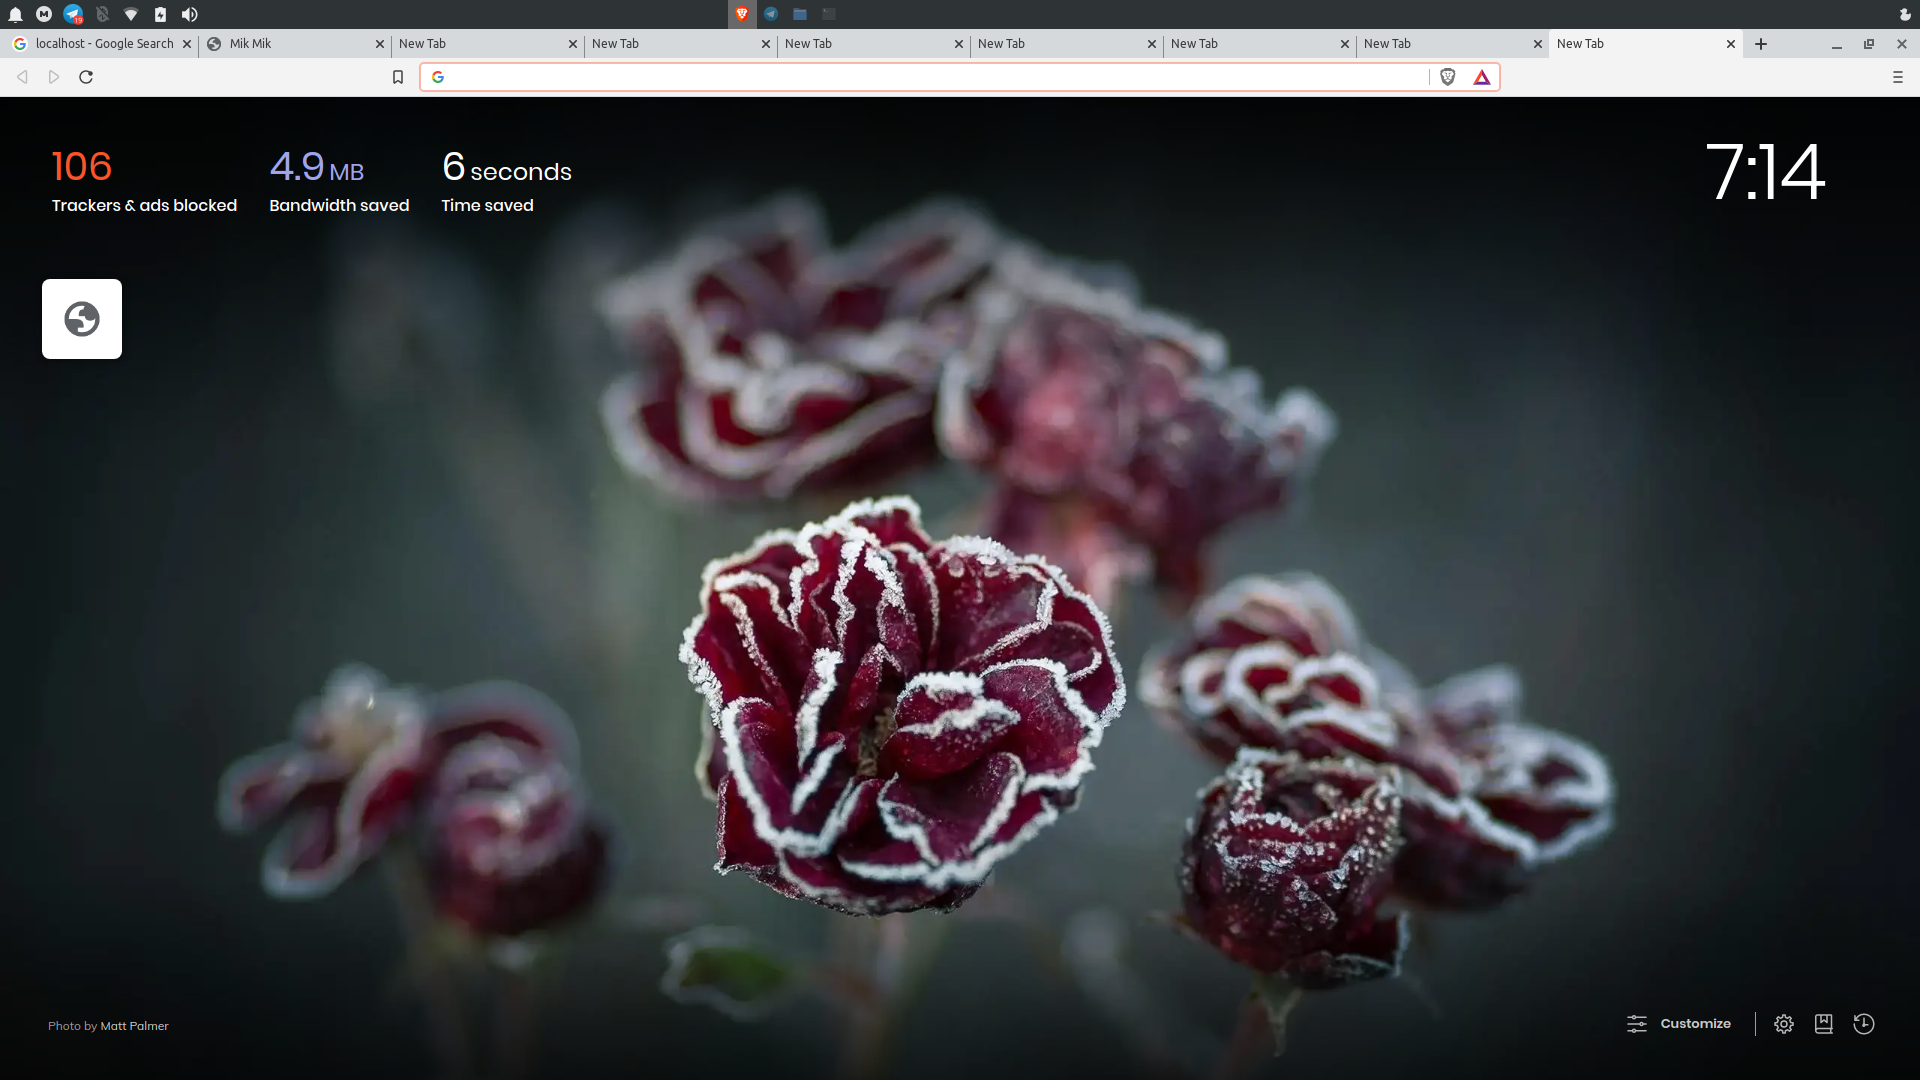 19
localhost - Google Search
Mik Mik
New Tab
New Tab
New Tab
New Tab
New Tab
New Tab
New Tab
106
Trackers & ads blocked
4.9 MB
Bandwidth saved
6 seconds
Time saved
7:14
Photo by Matt Palmer
Customize